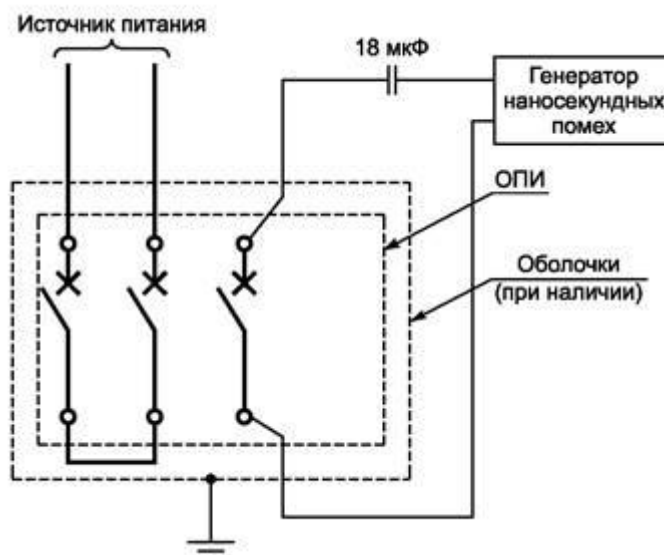 Источник питания
18 мкФ
Генератор
наносекундных
помех
ОПИ
Оболочки
(при наличии)